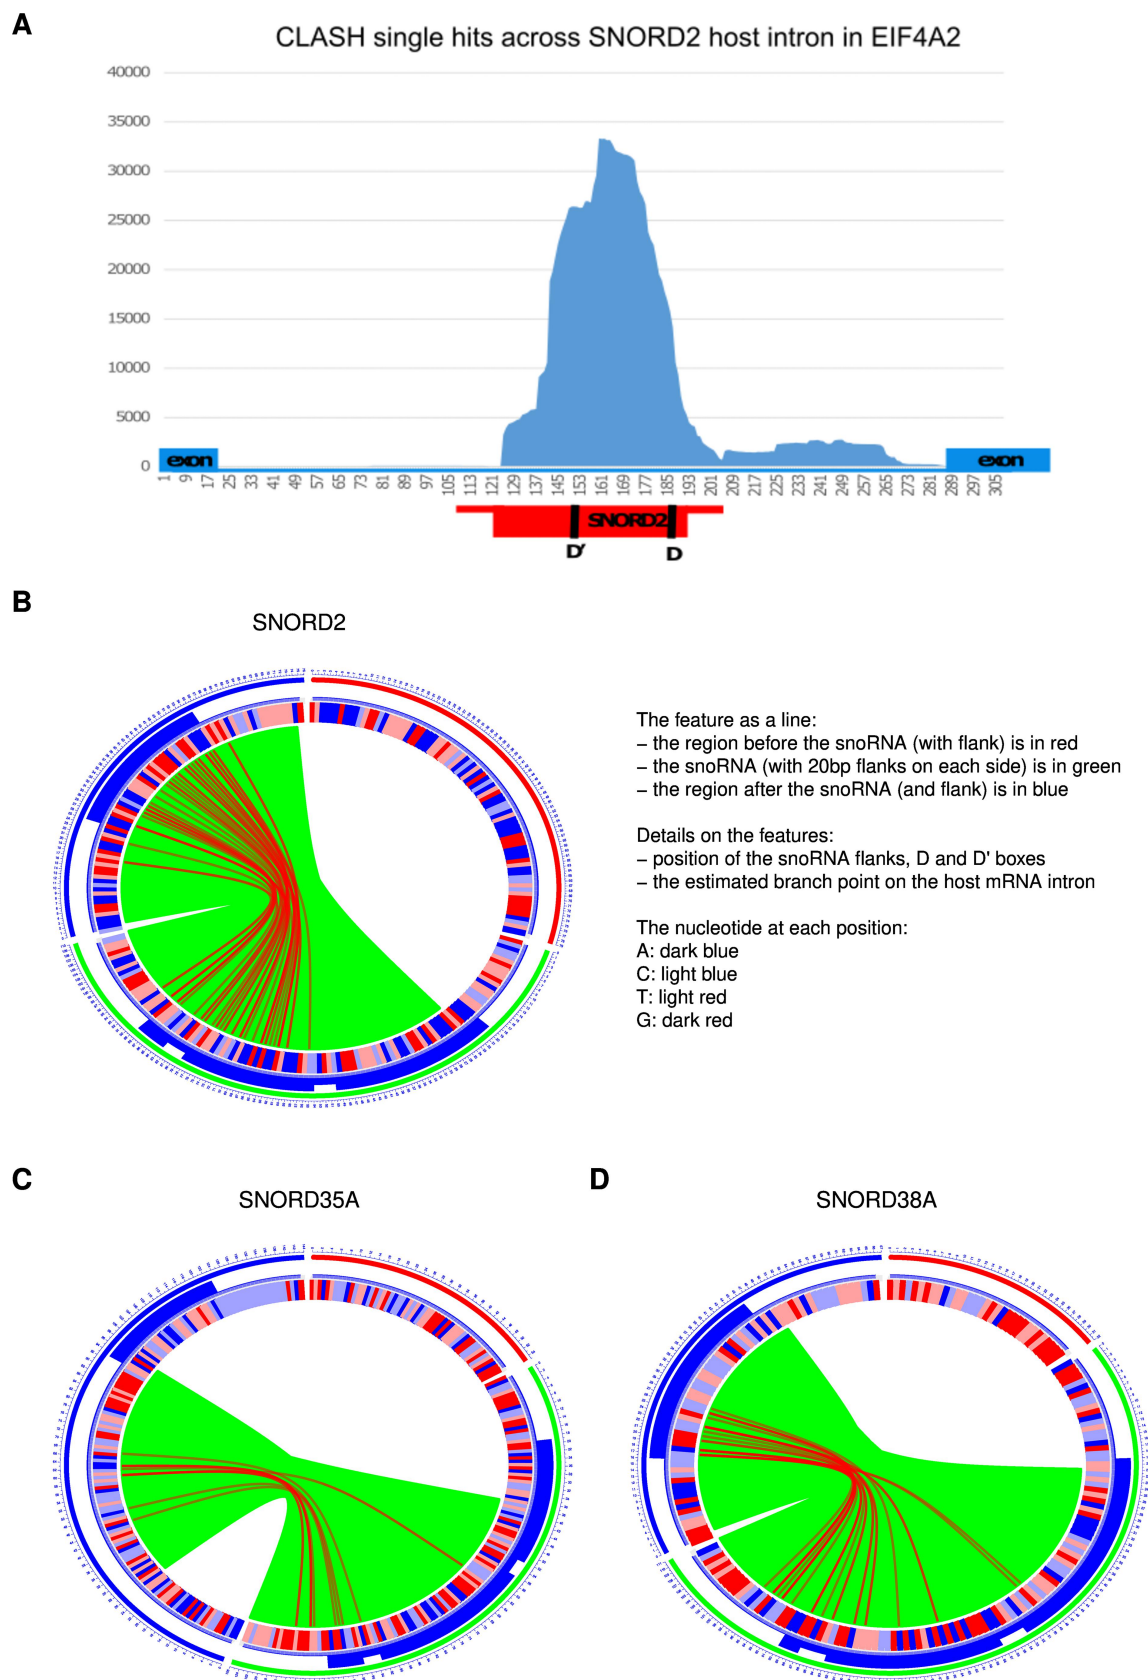 A
CLASH single hits across SNORD2 host intron in EIF4A2
40000
35000
30000
25000
20000
15000
10000
5000
0
exon
exon
1 9 17 25 33 41 49 57 65 73 81 89 97 105 113 121 129 137 145 153 161 169 177 185 193 201 209 217 225 233 241 249 257 265 273 281 289 297 305
SNORD2
D' D
B
SNORD2
The feature as a line:
– the region before the snoRNA (with flank) is in red
– the snoRNA (with 20bp flanks on each side) is in green
– the region after the snoRNA (and flank) is in blue
Details on the features:
– position of the snoRNA flanks, D and D' boxes
– the estimated branch point on the host mRNA intron
The nucleotide at each position:
A: dark blue
C: light blue
T: light red
G: dark red
C
SNORD35A
D
SNORD38A